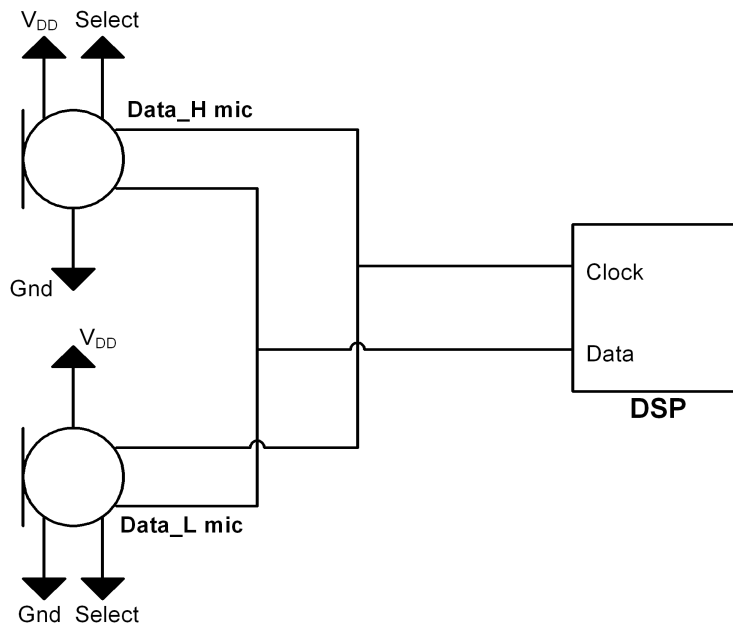 VDD Select
Data_H mic
Gnd
Clock
VDD
Data
DSP
Data_L mic
Gnd Select